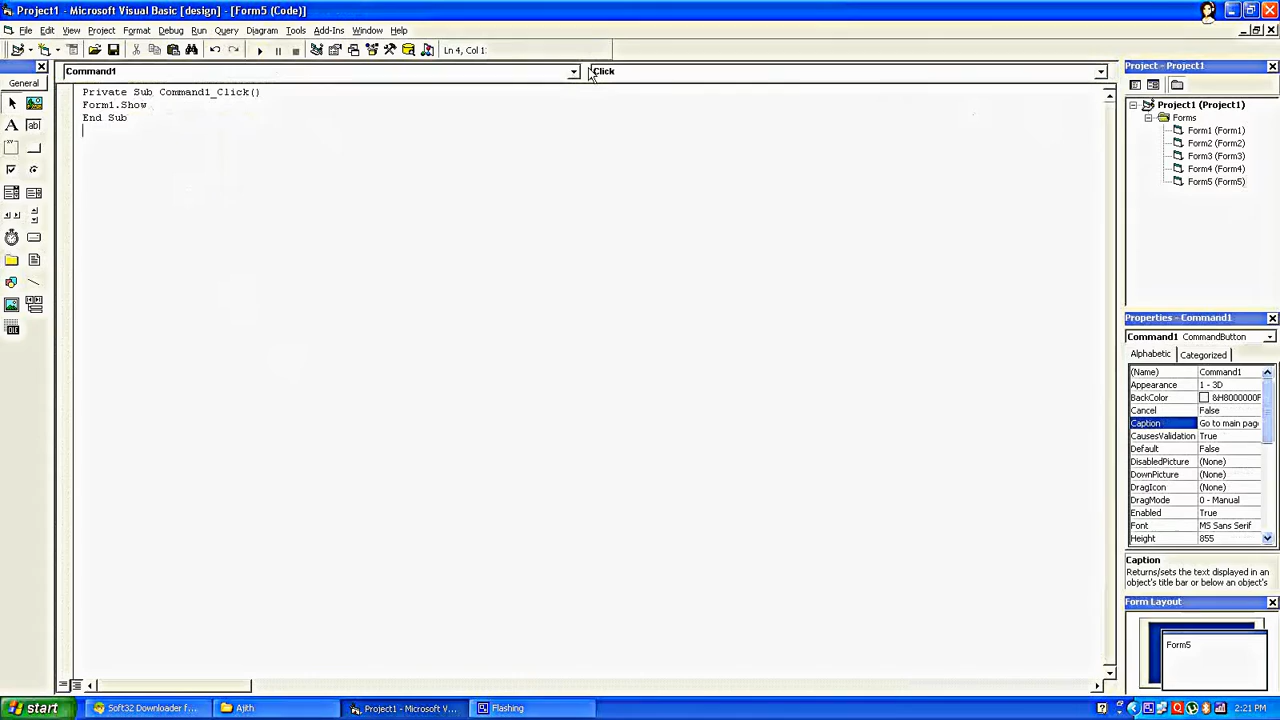 Project1 - Microsoft Visual Basic [design] - [Form5 (Code)]
File Edit View Project Format Debug Run Query Diagram Tools Add-Ins Window Help
Ln 4, Col 1
Command1
Click
General
Private Sub Command1_Click()
Form1.Show
End Sub
Project - Project1
Project1 (Project1)
Forms
Form1 (Form1)
Form2 (Form2)
Form3 (Form3)
Form4 (Form4)
Form5 (Form5)
Properties - Command1
Command1 CommandButton
Alphabetic Categorized
(Name) Command1
Appearance 1 - 3D
BackColor &H8000000F
Cancel False
Caption Go to main page
CausesValidation True
Default False
DisabledPicture (None)
DownPicture (None)
DragIcon (None)
DragMode 0 - Manual
Enabled True
Font MS Sans Serif
Height 855
Caption
Returns/sets the text displayed in an
object's title bar or below an object's
Form Layout
Form5
start
Soft32 Downloader f...
Ajith
Project1 - Microsoft V...
Flashing
2:21 PM